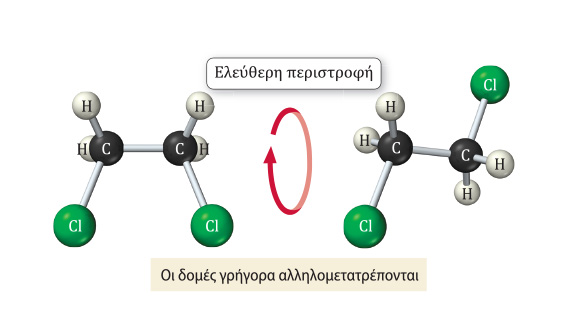 Ελεύθερη περιστροφή
Cl
H H
H C C H
Cl Cl
H
H C
C H
H
Cl
Οι δομές γρήγορα αλληλομετατρέπονται